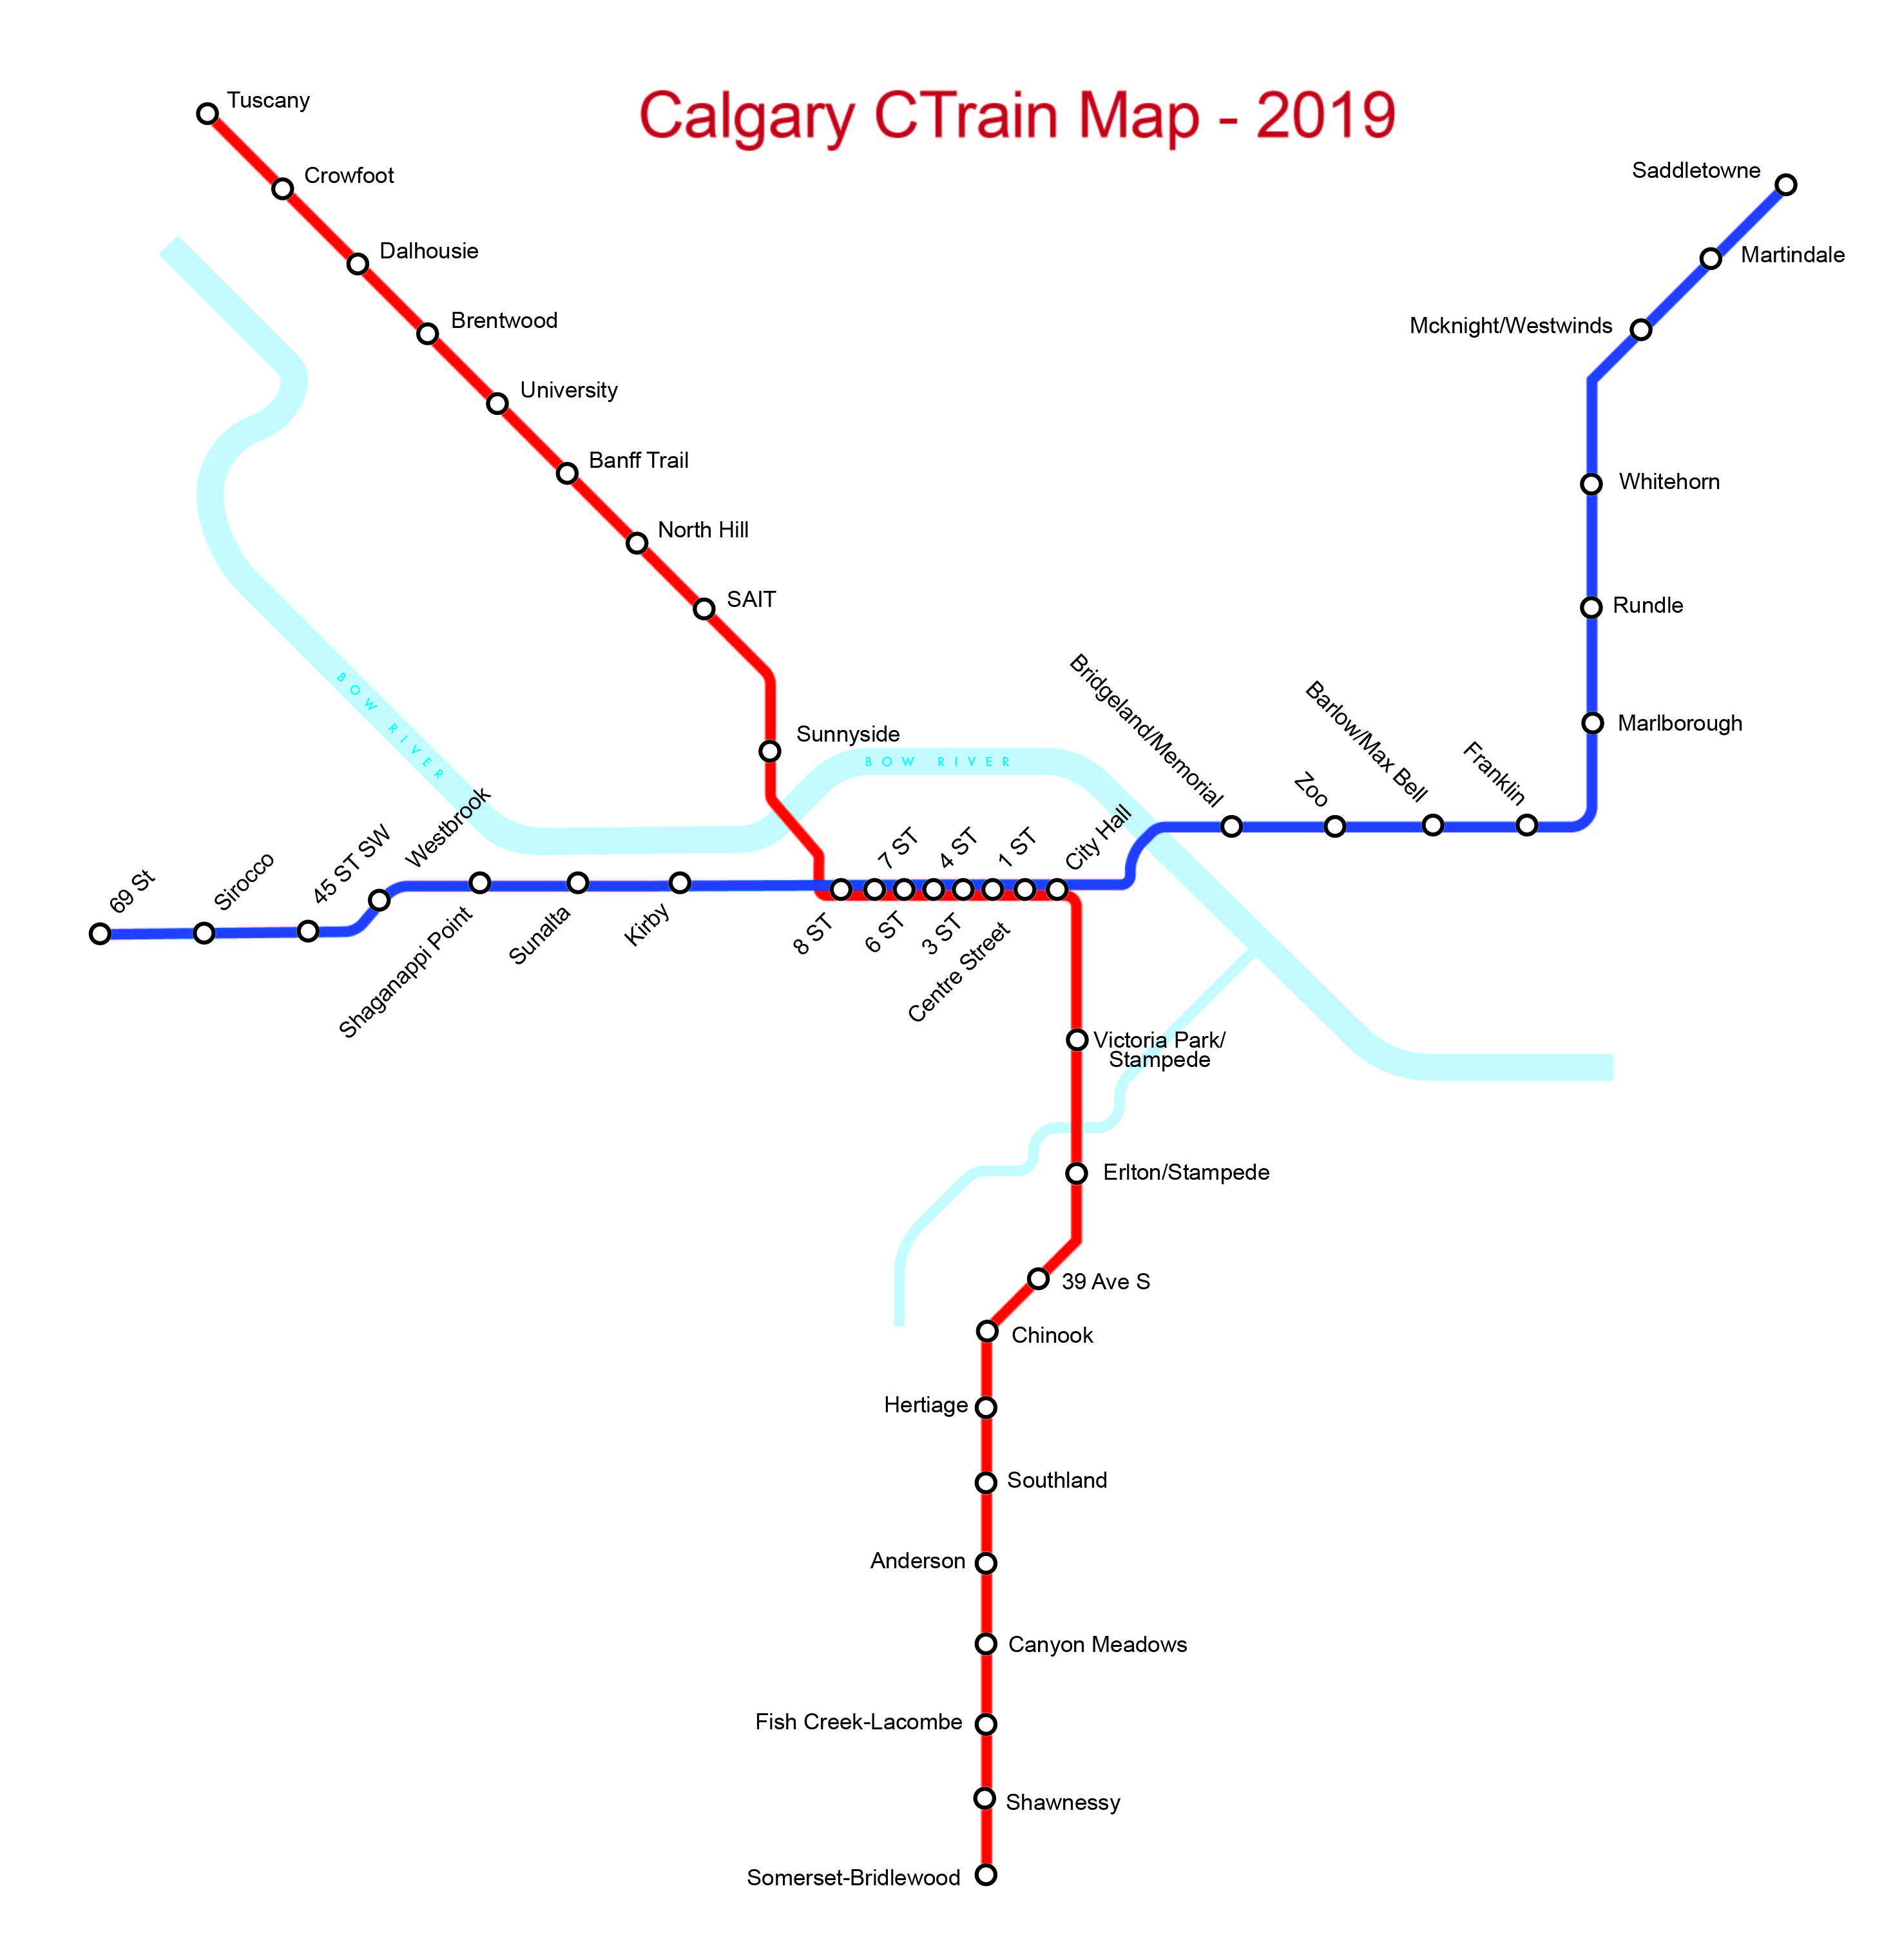 Calgary CTrain Map - 2019
Tuscany
Crowfoot
Dalhousie
Brentwood
University
Banff Trail
North Hill
SAIT
Sunnyside
Saddletowne
Martindale
Mcknight/Westwinds
Whitehorn
Rundle
Marlborough
Franklin
Barlow/Max Bell
Zoo
Bridgeland/Memorial
BOW RIVER
BOW RIVER
69 St
Sirocco
45 ST SW
Westbrook
Shaganappi Point
Sunalta
Kirby
8 ST
7 ST
6 ST
4 ST
3 ST
1 ST
Centre Street
City Hall
Victoria Park/
Stampede
Erlton/Stampede
39 Ave S
Chinook
Hertiage
Southland
Anderson
Canyon Meadows
Fish Creek-Lacombe
Shawnessy
Somerset-Bridlewood